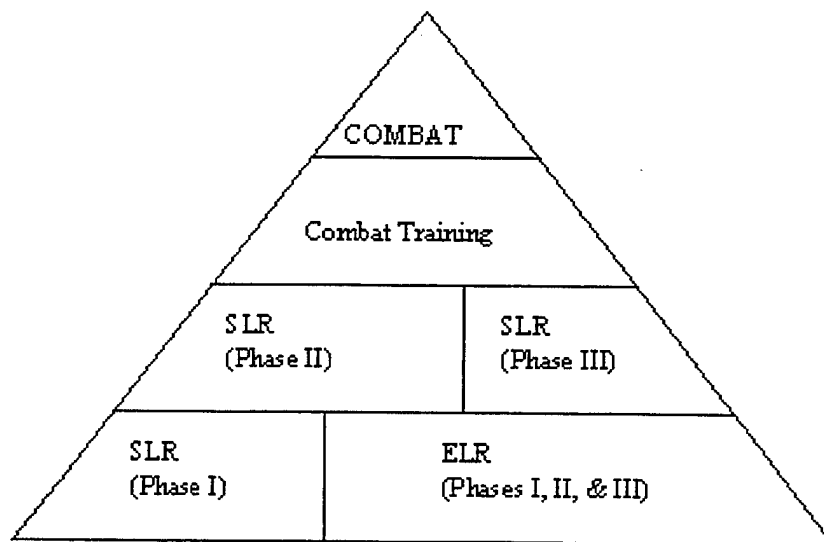 COMBAT
Combat Training
SLR
(Phase II)
SLR
(Phase III)
SLR
(Phase I)
ELR
(Phases I, II, & III)